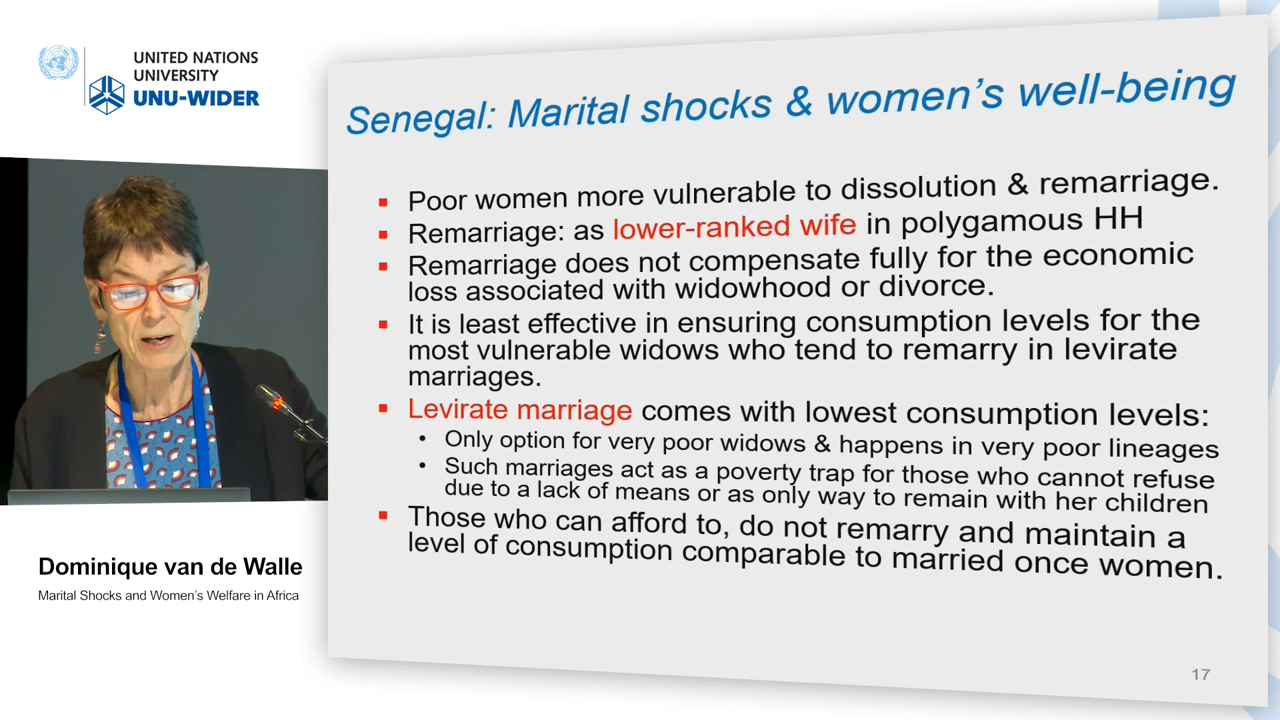 UNITED NATIONS
UNIVERSITY
UNU-WIDER
Senegal: Marital shocks & women's well-being
▪ Poor women more vulnerable to dissolution & remarriage.
▪ Remarriage: as lower-ranked wife in polygamous HH
▪ Remarriage does not compensate fully for the economic
loss associated with widowhood or divorce.
▪ It is least effective in ensuring consumption levels for the
most vulnerable widows who tend to remarry in levirate
marriages.
▪ Levirate marriage comes with lowest consumption levels:
• Only option for very poor widows & happens in very poor lineages
• Such marriages act as a poverty trap for those who cannot refuse
due to a lack of means or as only way to remain with her children
▪ Those who can afford to, do not remarry and maintain a
level of consumption comparable to married once women.
17
Dominique van de Walle
Marital Shocks and Women's Welfare in Africa